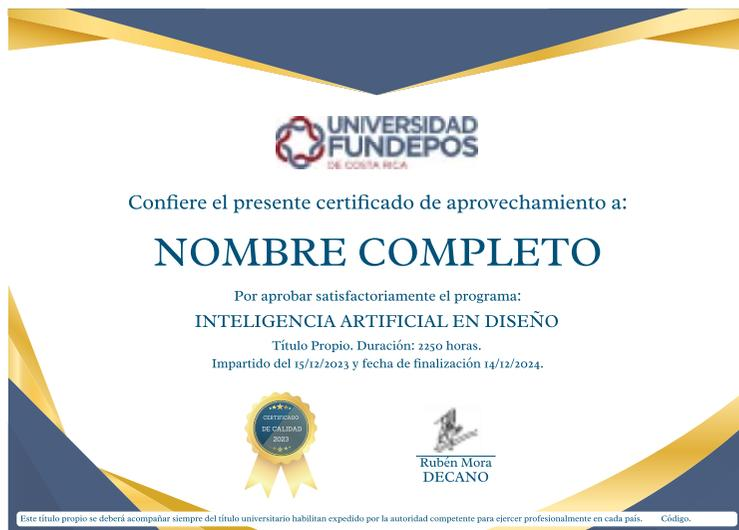 UNIVERSIDAD
FUNDEPOS
DE COSTA RICA
Confiere el presente certificado de aprovechamiento a:
NOMBRE COMPLETO
Por aprobar satisfactoriamente el programa:
INTELIGENCIA ARTIFICIAL EN DISEÑO
Título Propio. Duración: 2250 horas.
Impartido del 15/12/2023 y fecha de finalización 14/12/2024.
CERTIFICADO
DE CALIDAD
2023
Rubén Mora
DECANO
Este título propio se deberá acompañar siempre del título universitario habilitan expedido por la autoridad competente para ejercer profesionalmente en cada país. Código.